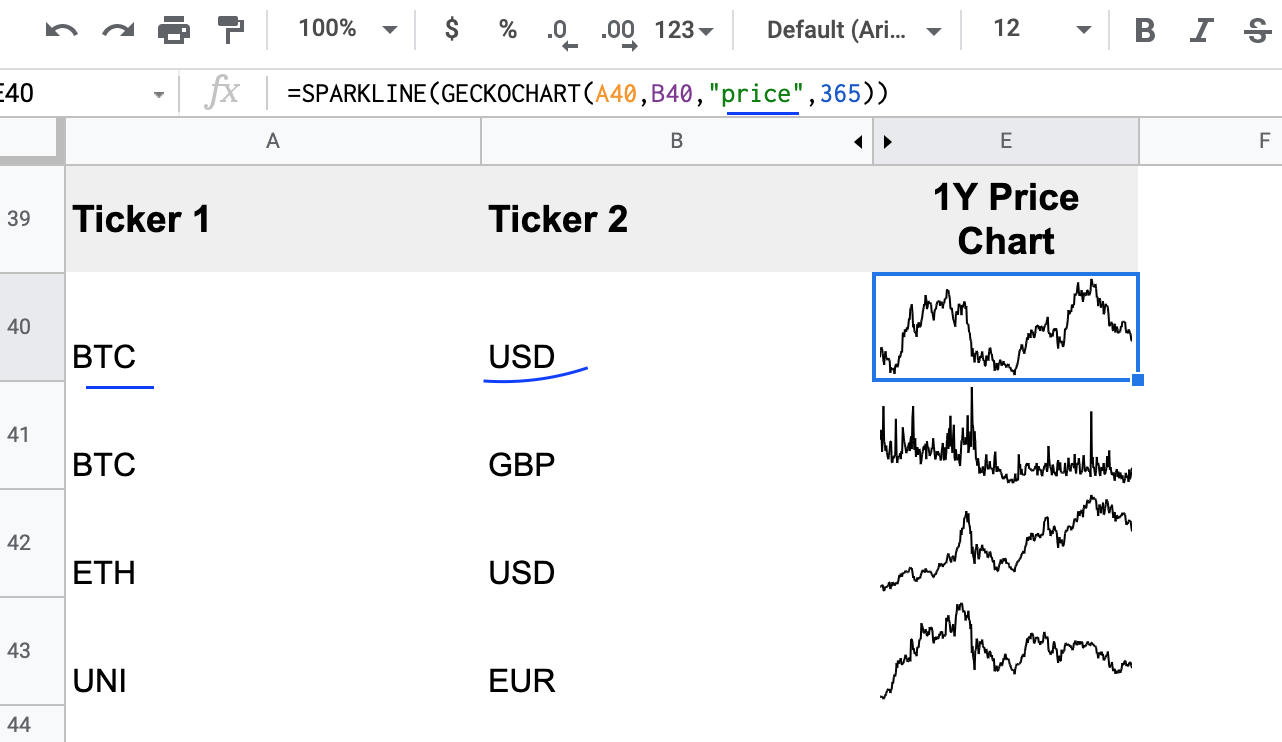 100% $ % .0 .00 123 Default (Ari... 12 B I S
E40 fx =SPARKLINE(GECKOCHART(A40,B40,"price",365))
A B E F
39 Ticker 1 Ticker 2 1Y Price
Chart
40 BTC USD
41 BTC GBP
42 ETH USD
43 UNI EUR
44